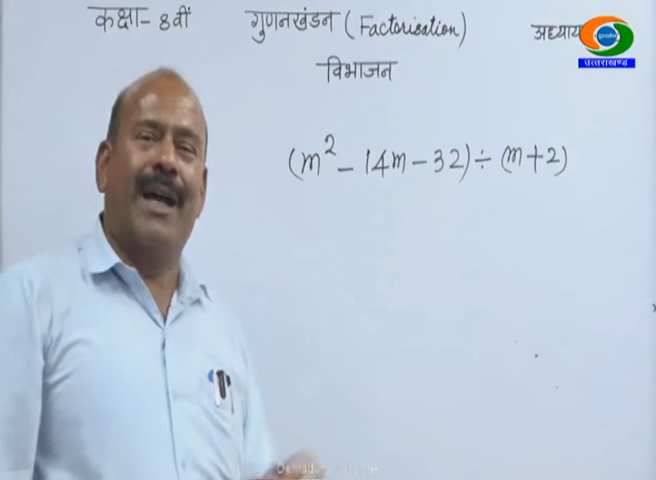 कक्षा- 8वीं गुणनखंडन (Factorisation) अध्याय
विभाजन
(m² - 14m - 32) ÷ (m + 2)
उत्तराखण्ड